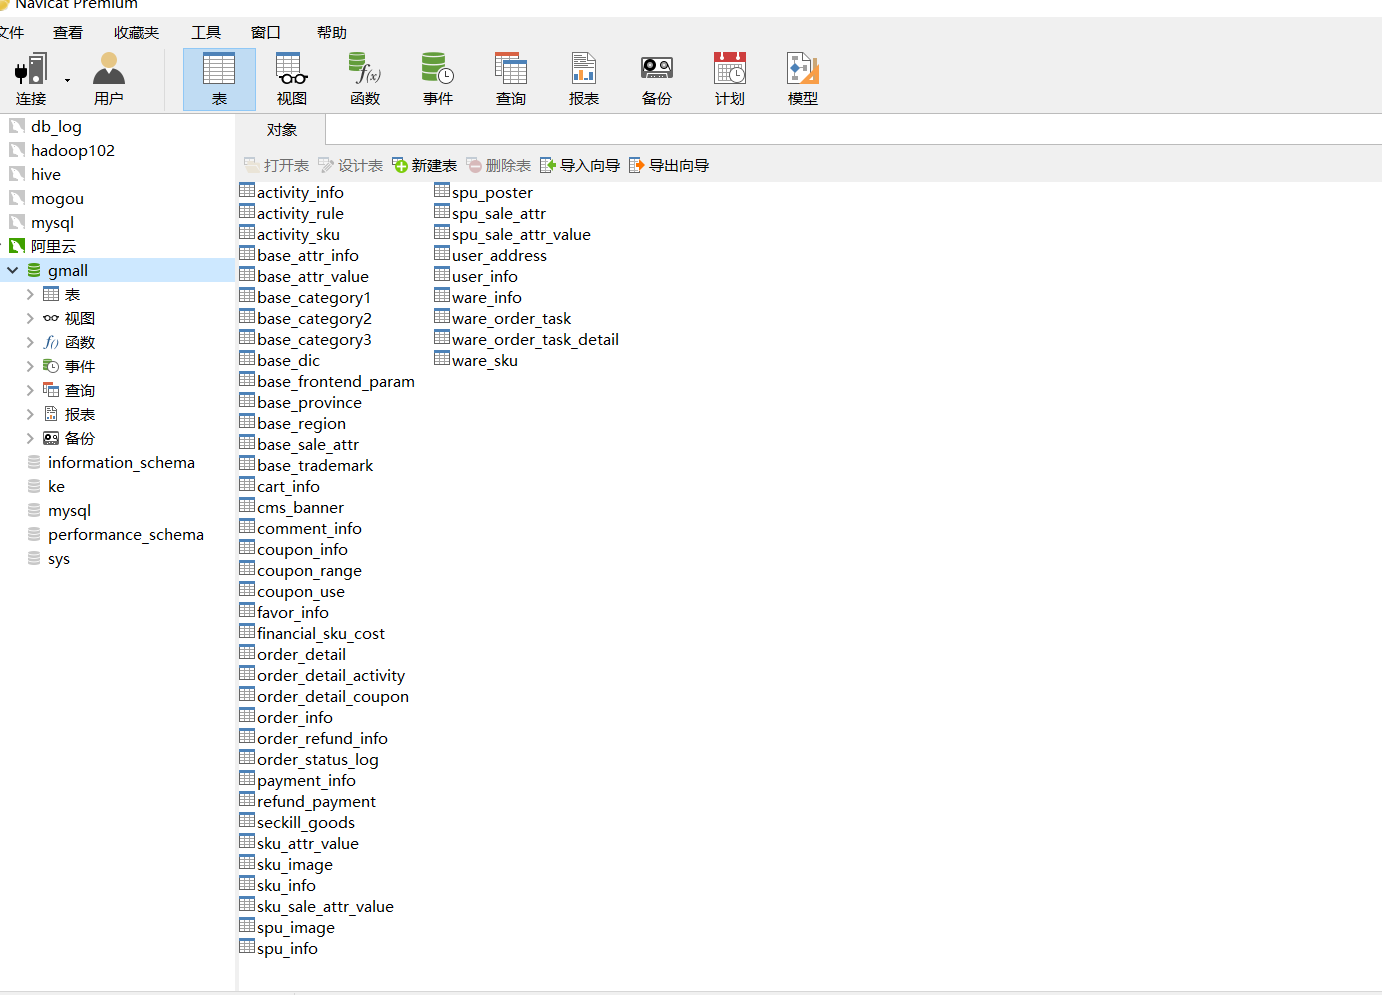 Navicat Premium
文件 查看 收藏夹 工具 窗口 帮助
连接 用户 表 视图 函数 事件 查询 报表 备份 计划 模型
db_log
hadoop102
hive
mogou
mysql
阿里云
gmall
表
视图
函数
事件
查询
报表
备份
information_schema
ke
mysql
performance_schema
sys
对象
打开表 设计表 新建表 删除表 导入向导 导出向导
activity_info
activity_rule
activity_sku
base_attr_info
base_attr_value
base_category1
base_category2
base_category3
base_dic
base_frontend_param
base_province
base_region
base_sale_attr
base_trademark
cart_info
cms_banner
comment_info
coupon_info
coupon_range
coupon_use
favor_info
financial_sku_cost
order_detail
order_detail_activity
order_detail_coupon
order_info
order_refund_info
order_status_log
payment_info
refund_payment
seckill_goods
sku_attr_value
sku_image
sku_info
sku_sale_attr_value
spu_image
spu_info
spu_poster
spu_sale_attr
spu_sale_attr_value
user_address
user_info
ware_info
ware_order_task
ware_order_task_detail
ware_sku